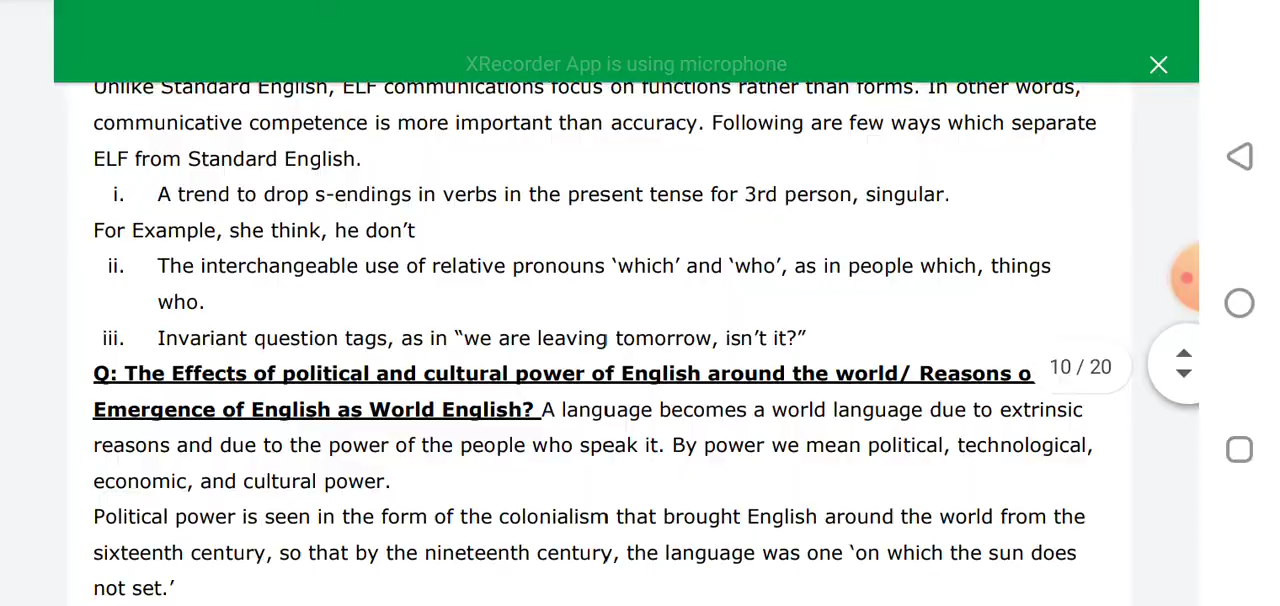 XRecorder App is using microphone
Unlike Standard English, ELF communications focus on functions rather than forms. In other words,
communicative competence is more important than accuracy. Following are few ways which separate
ELF from Standard English.
i. A trend to drop s-endings in verbs in the present tense for 3rd person, singular.
For Example, she think, he don’t
ii. The interchangeable use of relative pronouns ‘which’ and ‘who’, as in people which, things
who.
iii. Invariant question tags, as in “we are leaving tomorrow, isn’t it?”
Q: The Effects of political and cultural power of English around the world/ Reasons o
10 / 20
Emergence of English as World English? A language becomes a world language due to extrinsic
reasons and due to the power of the people who speak it. By power we mean political, technological,
economic, and cultural power.
Political power is seen in the form of the colonialism that brought English around the world from the
sixteenth century, so that by the nineteenth century, the language was one ‘on which the sun does
not set.’